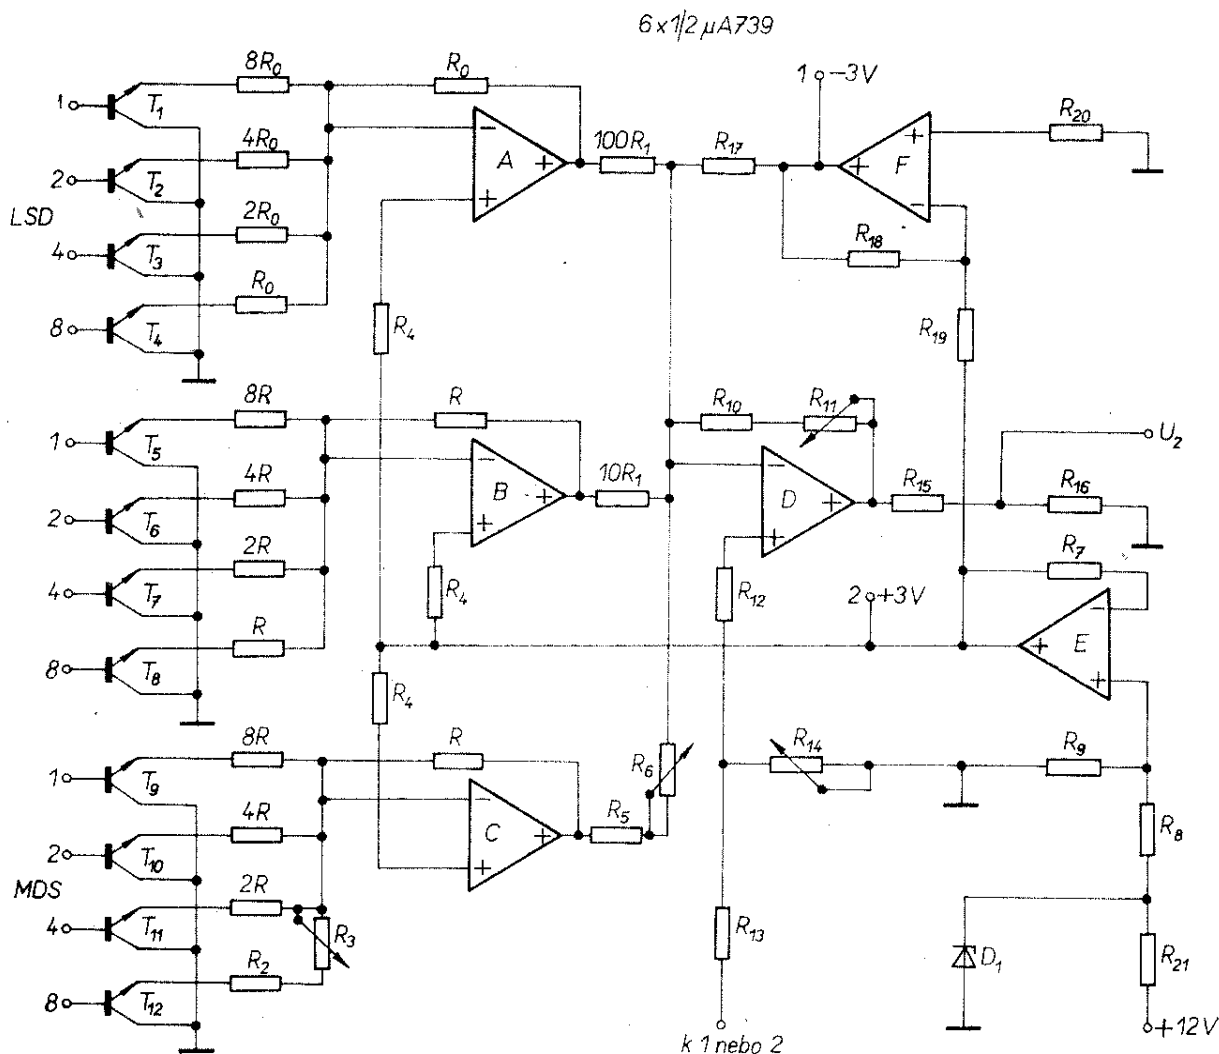 6x1/2 µA739
8R0
R0
1 -3V
1
T1
R20
4R0
100R1
R17
+
A
+
F
+
2
T2
LSD
2R0
R18
4
T3
R0
R4
R19
8
T4
8R
R
R10
R11
U2
1
T5
4R
B
+
10R1
D
+
R15
R16
2
T6
R7
2R
R4
R12
2 +3V
4
T7
R
E
+
8
T8
R4
8R
R
R6
R14
R9
1
T9
4R
C
+
R5
R8
2
T10
MDS
2R
4
T11
R3
R13
D1
R21
R2
8
T12
+12V
k 1 nebo 2